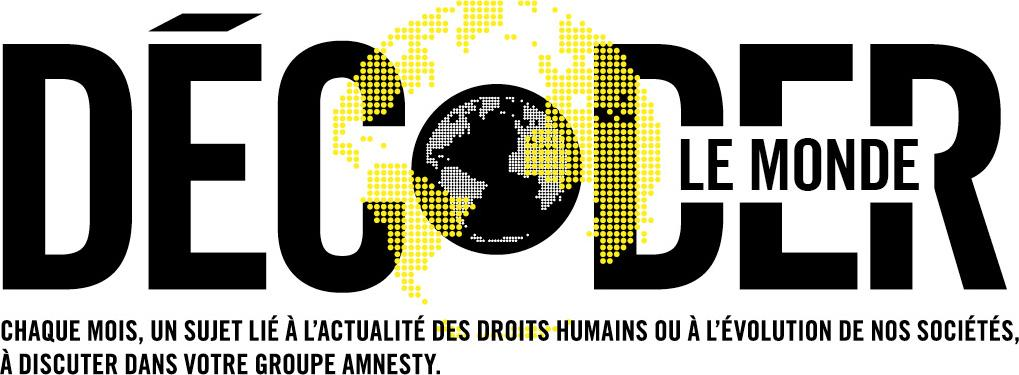 DÉCODER
LE MONDE
CHAQUE MOIS, UN SUJET LIÉ À L'ACTUALITÉ DES DROITS HUMAINS OU À L'ÉVOLUTION DE NOS SOCIÉTÉS,
À DISCUTER DANS VOTRE GROUPE AMNESTY.